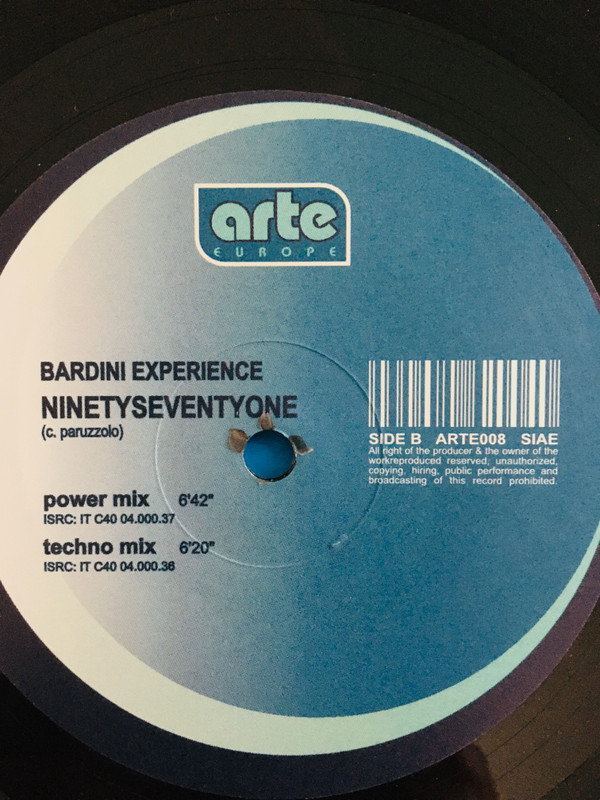 arte
EUROPE
BARDINI EXPERIENCE
NINETYSEVENTYONE
(c. paruzzolo)
power mix 6'42"
ISRC: IT C40 04.000.37
techno mix 6'20"
ISRC: IT C40 04.000.36
SIDE B ARTE008 SIAE
All right of the producer & the owner of the
workreproduced reserved; unauthorized,
copying, hiring, public performance and
broadcasting of this record prohibited.